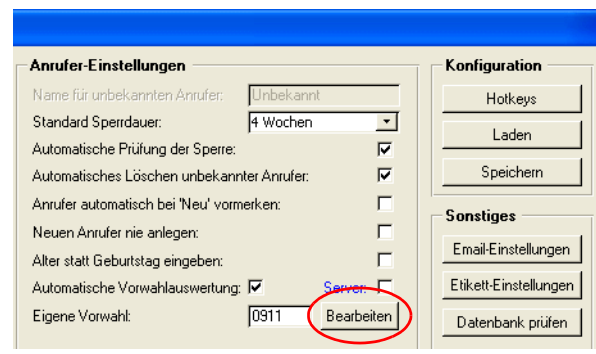 Anrufer-Einstellungen
Name für unbekannten Anrufer: Unbekannt
Standard Sperrdauer: 4 Wochen
Automatische Prüfung der Sperre:
Automatisches Löschen unbekannter Anrufer:
Anrufer automatisch bei 'Neu' vormerken:
Neuen Anrufer nie anlegen:
Alter statt Geburtstag eingeben:
Automatische Vorwahlauswertung: Server:
Eigene Vorwahl: 0911 Bearbeiten
Konfiguration
Hotkeys
Laden
Speichern
Sonstiges
Email-Einstellungen
Etikett-Einstellungen
Datenbank prüfen